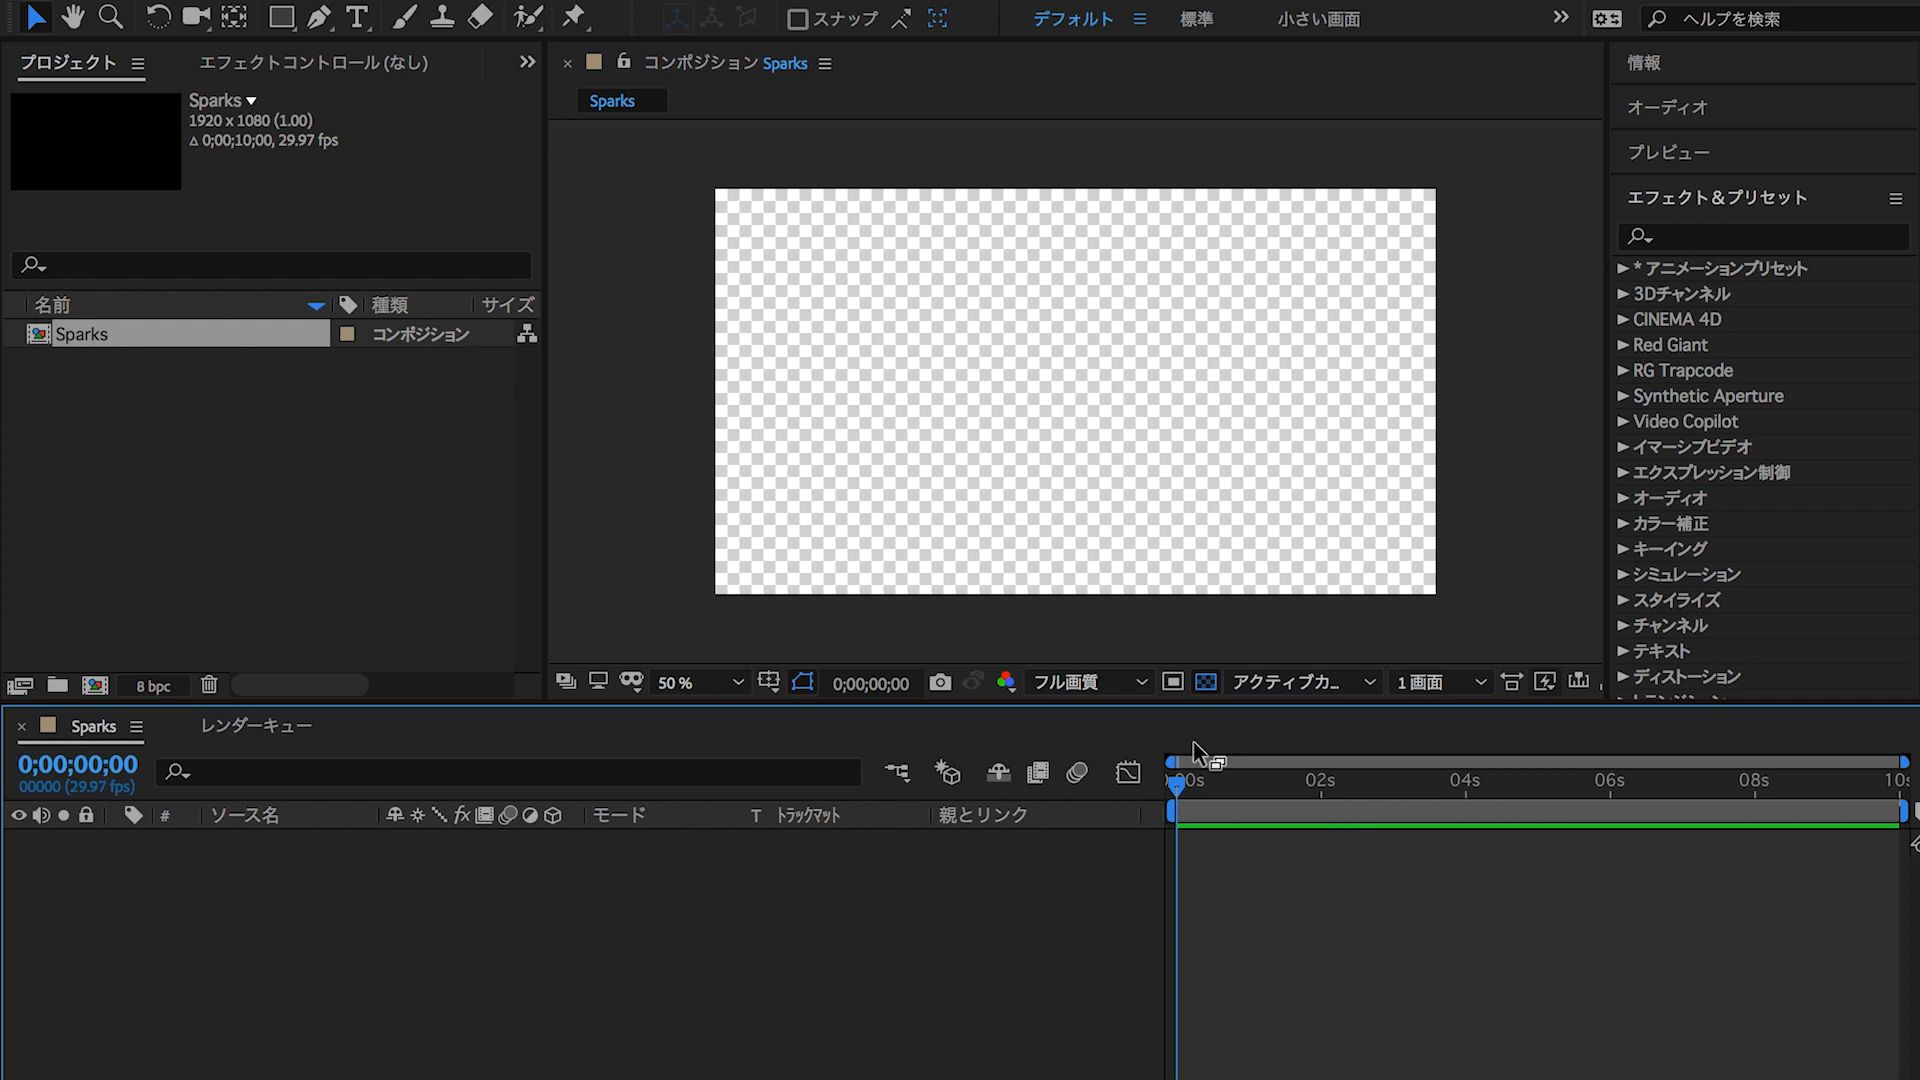 スナップ
デフォルト
標準
小さい画面
ヘルプを検索
プロジェクト
エフェクトコントロール (なし)
Sparks
1920 x 1080 (1.00)
Δ 0;00;10;00, 29.97 fps
名前
種類
サイズ
Sparks
コンポジション
8 bpc
コンポジション Sparks
Sparks
50 %
0;00;00;00
フル画質
アクティブカ...
1 画面
情報
オーディオ
プレビュー
エフェクト＆プリセット
* アニメーションプリセット
3Dチャンネル
CINEMA 4D
Red Giant
RG Trapcode
Synthetic Aperture
Video Copilot
イマーシブビデオ
エクスプレッション制御
オーディオ
カラー補正
キーイング
シミュレーション
スタイライズ
チャンネル
テキスト
ディストーション
Sparks
レンダーキュー
0;00;00;00
00000 (29.97 fps)
# ソース名
fx
モード
T トラックマット
親とリンク
00s 02s 04s 06s 08s 10s